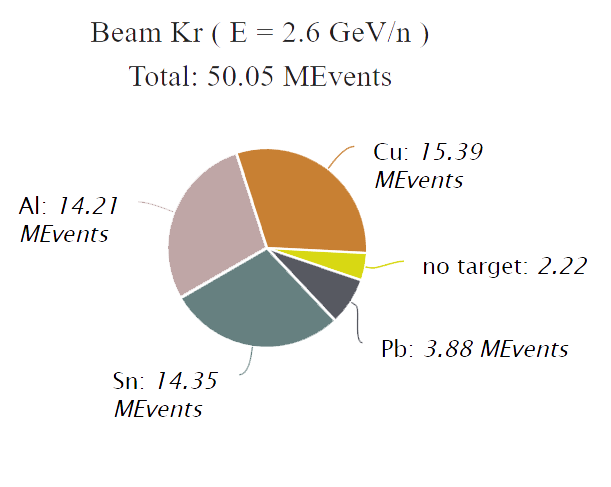 Beam Kr ( E = 2.6 GeV/n )
Total: 50.05 MEvents
Cu: 15.39
MEvents
Al: 14.21
MEvents
no target: 2.22
Pb: 3.88 MEvents
Sn: 14.35
MEvents